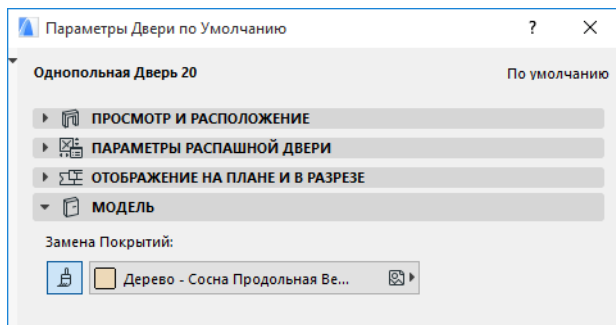 Параметры Двери по Умолчанию ?
Однопольная Дверь 20 По умолчанию
ПРОСМОТР И РАСПОЛОЖЕНИЕ
ПАРАМЕТРЫ РАСПАШНОЙ ДВЕРИ
ОТОБРАЖЕНИЕ НА ПЛАНЕ И В РАЗРЕЗЕ
МОДЕЛЬ
Замена Покрытий:
Дерево - Сосна Продольная Ве...